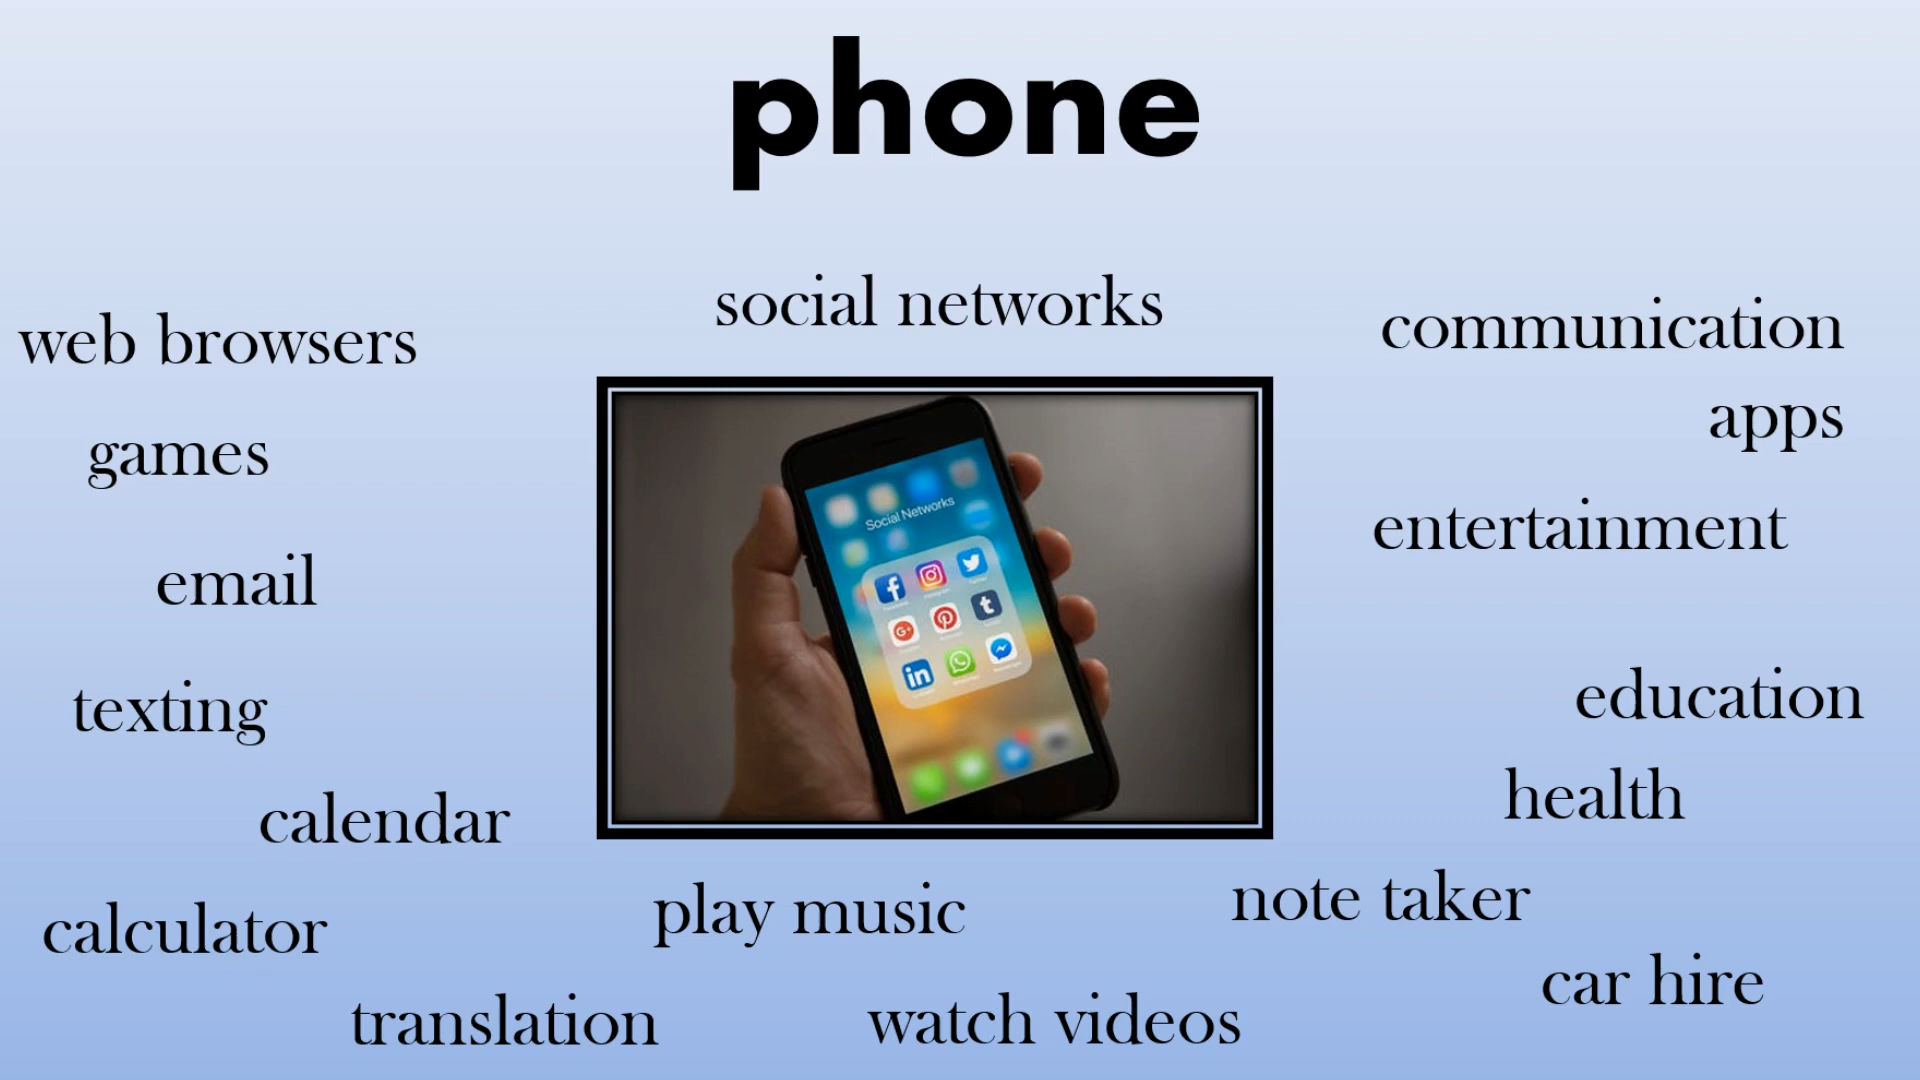 phone
social networks
web browsers
communication
apps
games
entertainment
email
texting
education
calendar
health
calculator
play music
note taker
car hire
translation
watch videos
Social Networks